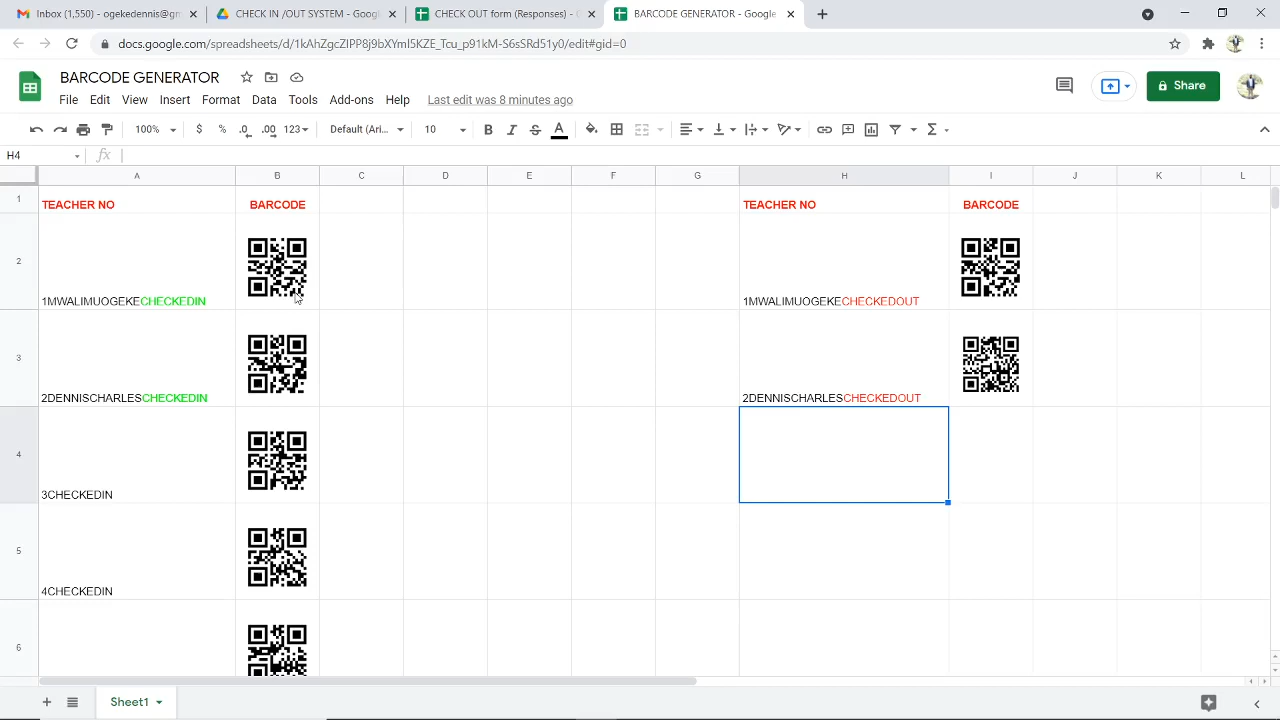 Inbox (1,550) - ogekedennis@gm
CHECK IN /OUT SYSTEM - Googl
CHECK OUT form (Responses) - G
BARCODE GENERATOR - Google
docs.google.com/spreadsheets/d/1kAhZgcZIPP8j9bXYml5KZE_Tcu_p91kM-S6sSRd51y0/edit#gid=0
BARCODE GENERATOR
File Edit View Insert Format Data Tools Add-ons Help Last edit was 8 minutes ago
Share
100% $ % .0 .00 123 Default (Ari... 10 B I S A
H4 fx
A B C D E F G H I J K L
1 TEACHER NO BARCODE TEACHER NO BARCODE
2 1MWALIMUOGEKECHECKEDIN 1MWALIMUOGEKECHECKEDOUT
3 2DENNISCHARLESCHECKEDIN 2DENNISCHARLESCHECKEDOUT
4 3CHECKEDIN
5 4CHECKEDIN
6
Sheet1